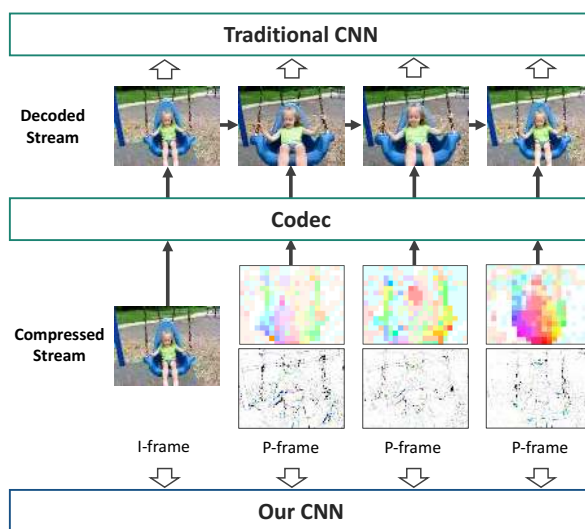 Traditional CNN
Decoded
Stream
Codec
Compressed
Stream
I-frame
P-frame
P-frame
P-frame
Our CNN